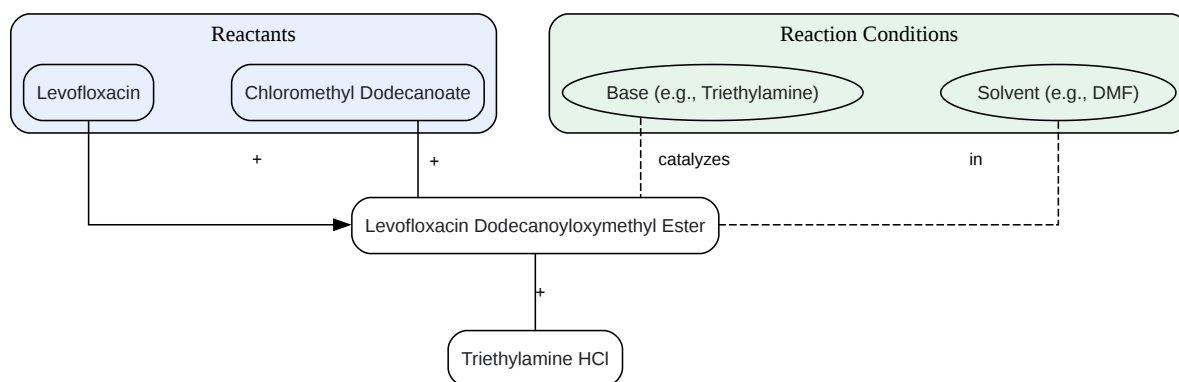 Reactants
Reaction Conditions
Levofloxacin
Chloromethyl Dodecanoate
Base (e.g., Triethylamine)
Solvent (e.g., DMF)
+
+
catalyzes
in
Levofloxacin Dodecanoyloxymethyl Ester
+
Triethylamine HCl